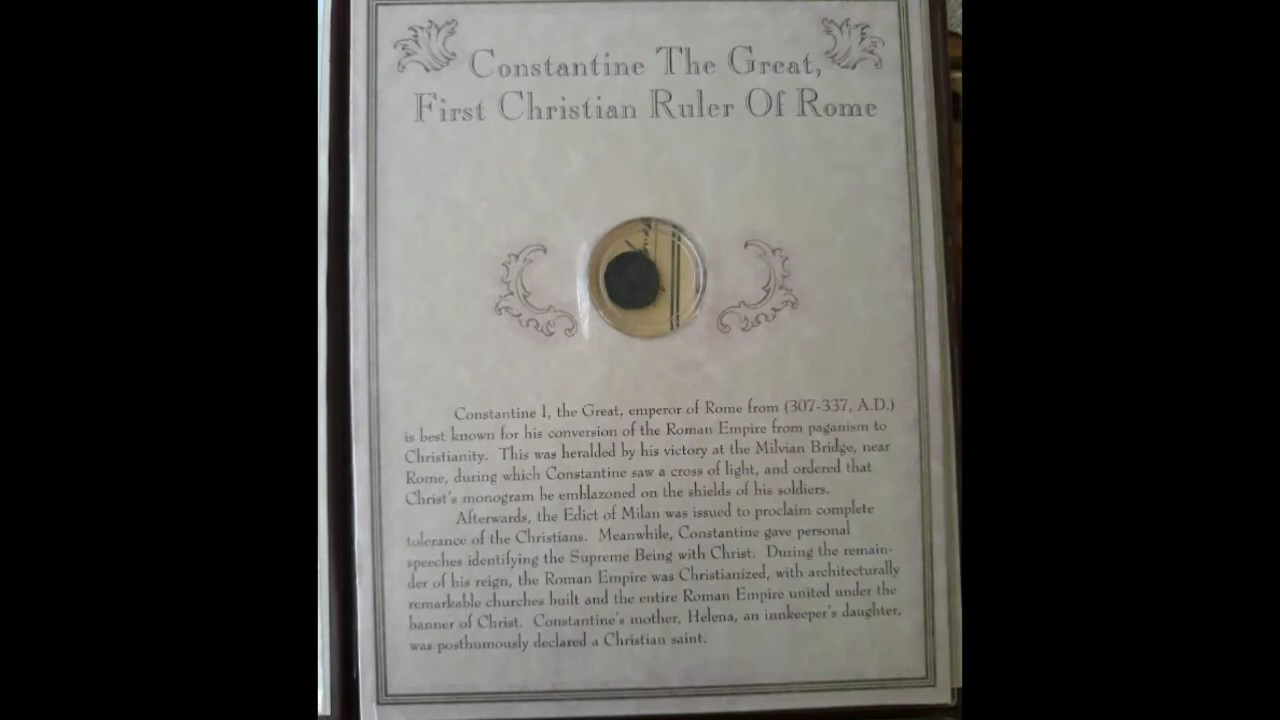 Constantine The Great,
First Christian Ruler Of Rome
Constantine I, the Great, emperor of Rome from (307-337, A.D.)
is best known for his conversion of the Roman Empire from paganism to
Christianity. This was heralded by his victory at the Milvian Bridge, near
Rome, during which Constantine saw a cross of light, and ordered that
Christ's monogram be emblazoned on the shields of his soldiers.
Afterwards, the Edict of Milan was issued to proclaim complete
tolerance of the Christians. Meanwhile, Constantine gave personal
speeches identifying the Supreme Being with Christ. During the remain-
der of his reign, the Roman Empire was Christianized, with architecturally
remarkable churches built and the entire Roman Empire united under the
banner of Christ. Constantine's mother, Helena, an innkeeper's daughter,
was posthumously declared a Christian saint.